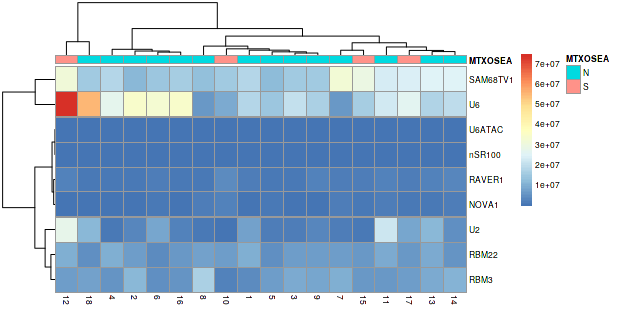 MTXOSEA
SAM68TV1
U6
U6ATAC
nSR100
RAVER1
NOVA1
U2
RBM22
RBM3
12 18 4 2 6 16 8 10 1 5 3 9 7 15 11 17 13 14
7e+07
6e+07
5e+07
4e+07
3e+07
2e+07
1e+07
MTXOSEA
N
S